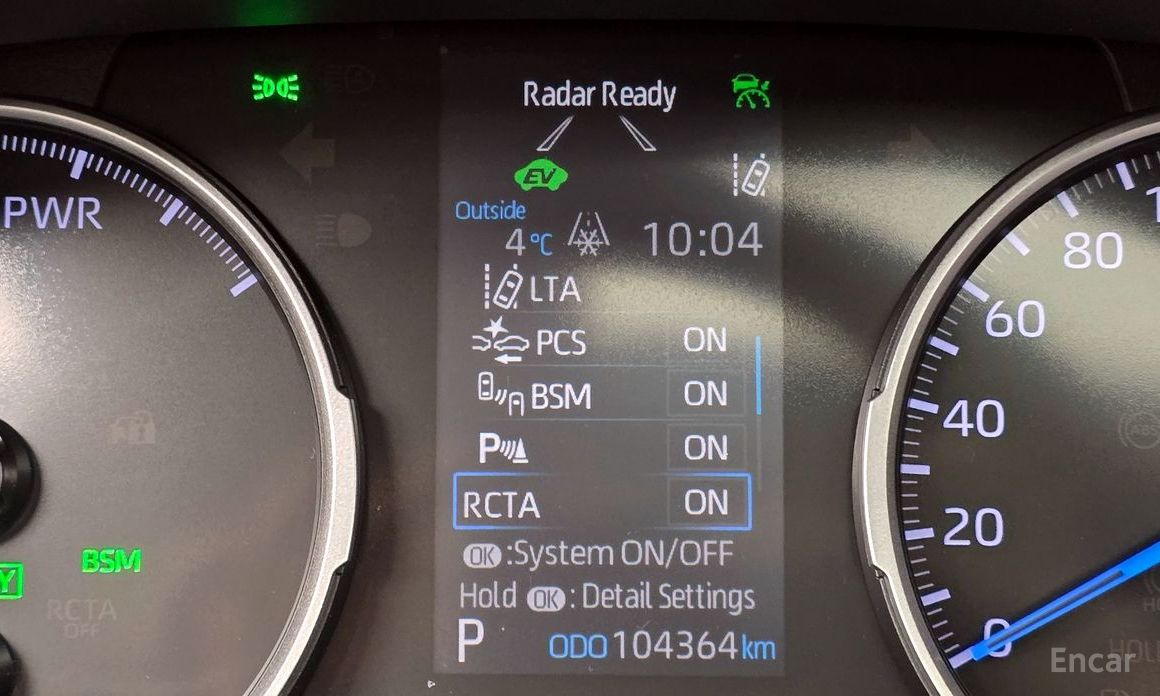 Radar Ready
EV
Outside
4°C 10:04
LTA
PCS ON
BSM ON
P ON
RCTA ON
OK :System ON/OFF
Hold OK : Detail Settings
P ODO 104364 km
PWR
BSM
RCTA
OFF
80
60
40
20
0
ABS
Encar